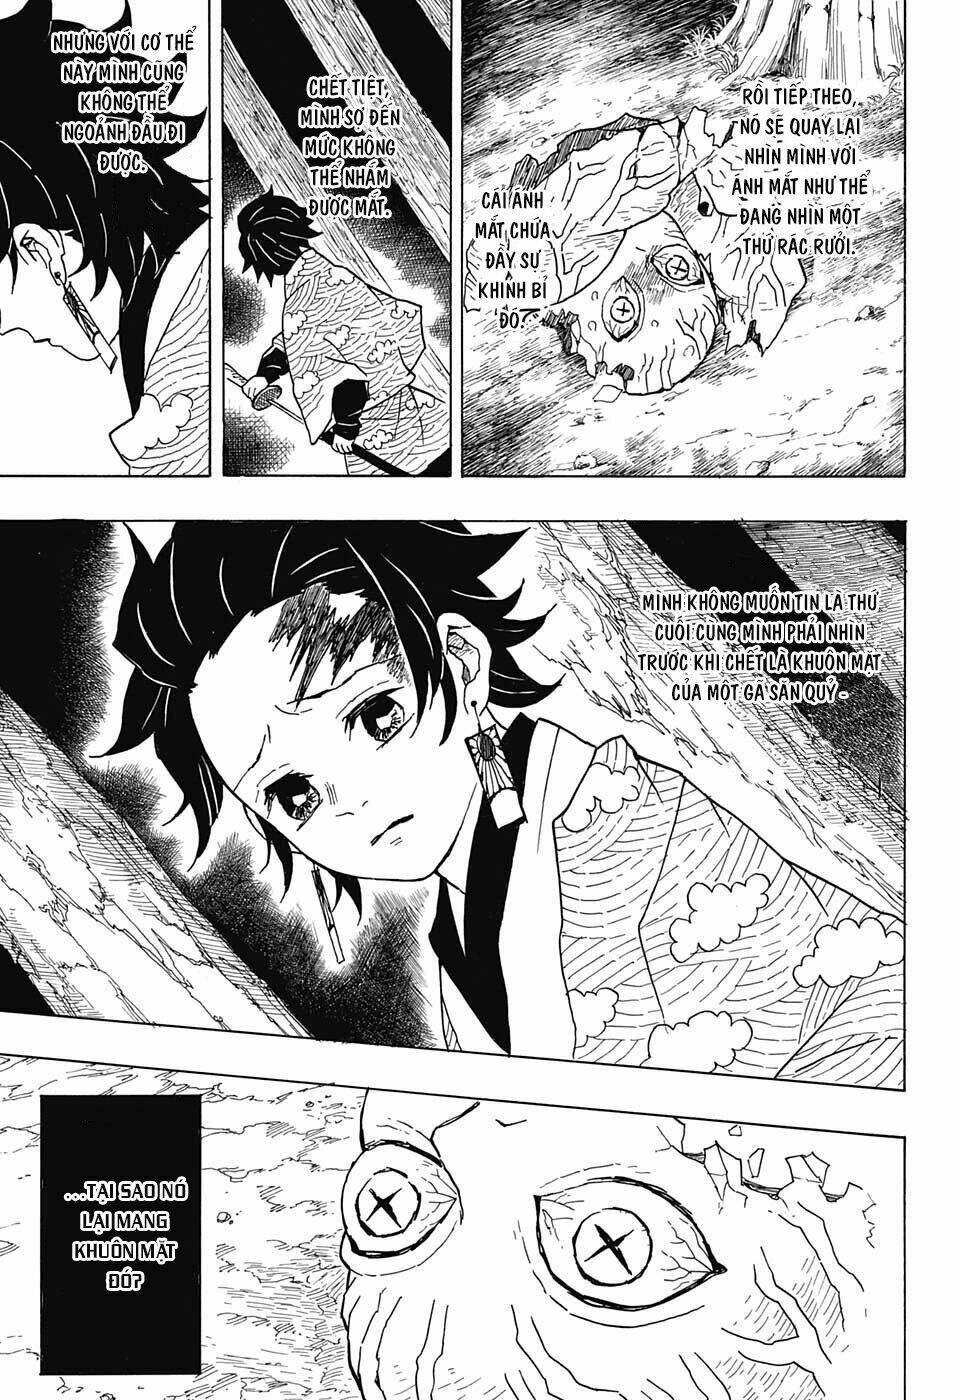 RỒI TIẾP THEO,
NÓ SẼ QUAY LẠI
NHÌN MÌNH VỚI
ÁNH MẮT NHƯ THỂ
ĐANG NHÌN MỘT
THỨ RÁC RƯỞI.
CÁI ÁNH
MẮT CHỨA
ĐẦY SỰ
KHINH BỈ
ĐÓ.
CHẾT TIỆT,
MÌNH SỢ ĐẾN
MỨC KHÔNG
THỂ NHẮM
ĐƯỢC MẮT.
NHƯNG VỚI CƠ THỂ
NÀY MÌNH CŨNG
KHÔNG THỂ
NGOẢNH ĐẦU ĐI
ĐƯỢC.
MÌNH KHÔNG MUỐN TIN LÀ THỨ
CUỐI CÙNG MÌNH PHẢI NHÌN
TRƯỚC KHI CHẾT LÀ KHUÔN MẶT
CỦA MỘT GÃ SĂN QUỶ -
...TẠI SAO NÓ
LẠI MANG
KHUÔN MẶT
ĐÓ?